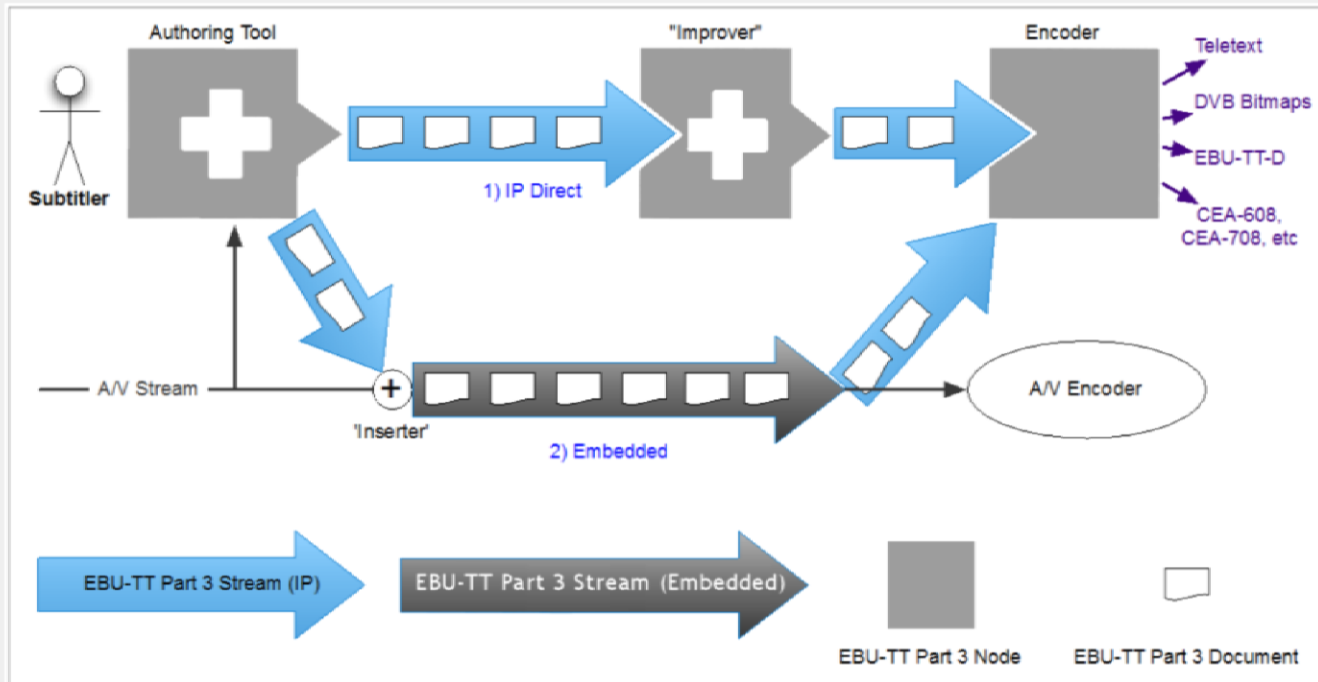 Authoring Tool
"Improver"
Encoder
Teletext
DVB Bitmaps
EBU-TT-D
CEA-608,
CEA-708, etc
Subtitler
1) IP Direct
A/V Stream
'Inserter'
A/V Encoder
2) Embedded
EBU-TT Part 3 Stream (IP)
EBU-TT Part 3 Stream (Embedded)
EBU-TT Part 3 Node
EBU-TT Part 3 Document